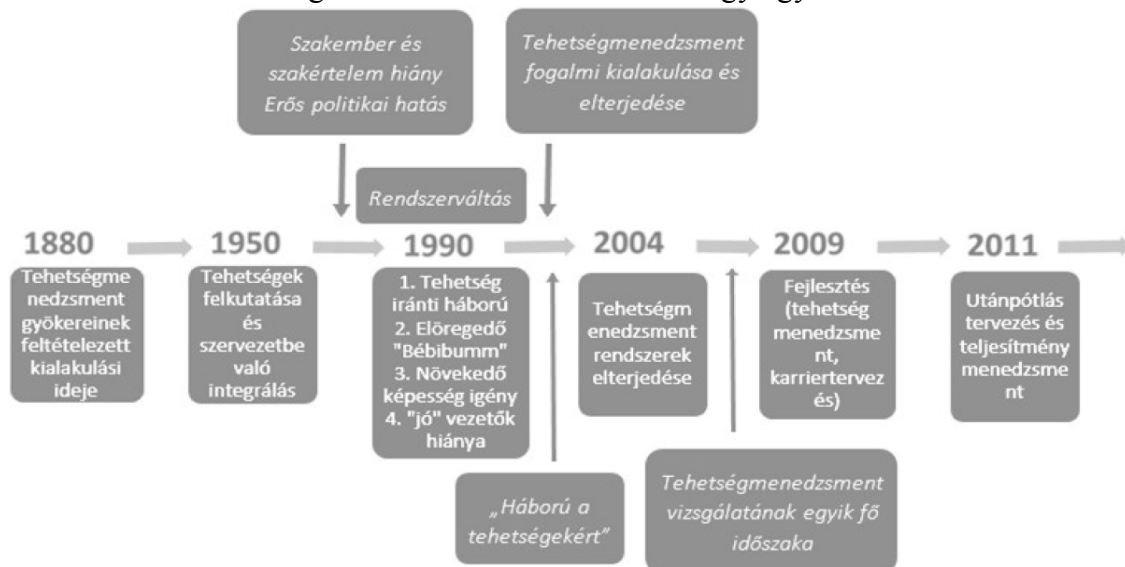 Szakember és
szakértelem hiány
Erős politikai hatás
Tehetségmenedzsment
fogalmi kialakulása és
elterjedése
Rendszerváltás
1880
1950
1990
2004
2009
2011
Tehetségme
nedzsment
gyökereinek
feltételezett
kialakulási
ideje
Tehetségek
felkutatása
és
szervezetbe
való
integrálás
1. Tehetség
iránti háború
2. Elöregedő
"Bébibumm"
3. Növekedő
képesség igény
4. "jó" vezetők
hiánya
Tehetségm
enedzsment
rendszerek
elterjedése
Fejlesztés
(tehetség
menedzsme
nt,
karriertervez
és)
Utánpótlás
tervezés és
teljesítmény
menedzsme
nt
„Háború a
tehetségekért”
Tehetségmenedzsment
vizsgálatának egyik fő
időszaka